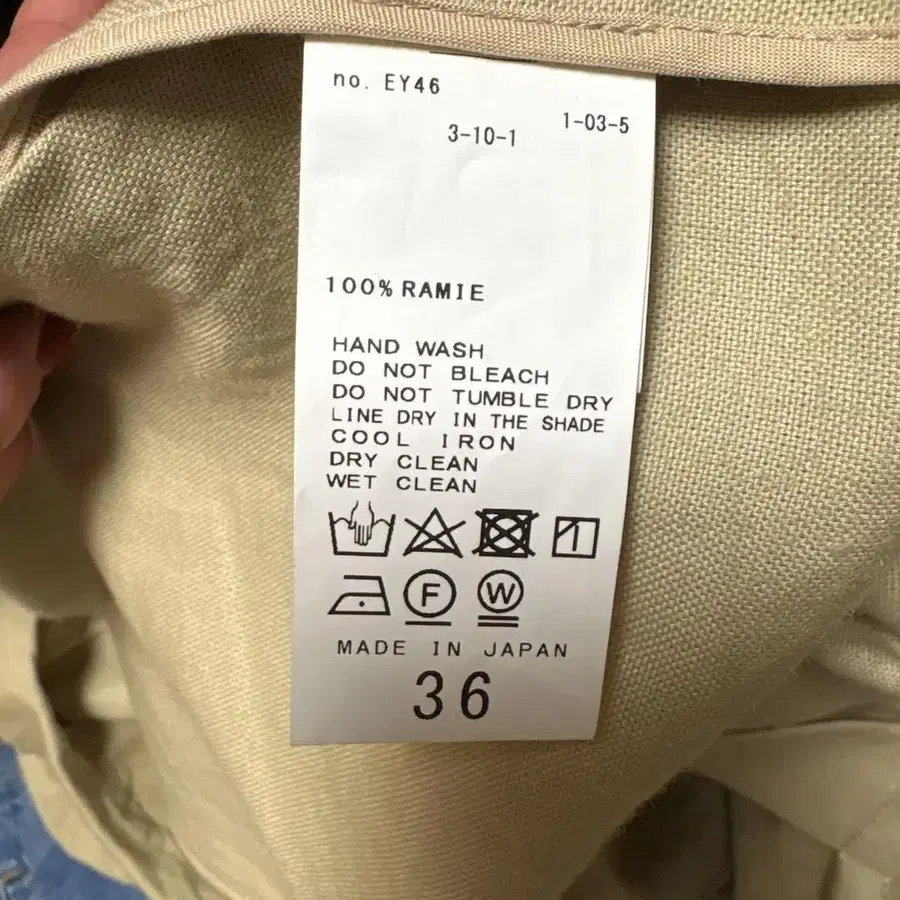 no. EY46
1-03-5
3-10-1
100% RAMIE
HAND WASH
DO NOT BLEACH
DO NOT TUMBLE DRY
LINE DRY IN THE SHADE
COOL IRON
DRY CLEAN
WET CLEAN
F W
MADE IN JAPAN
36